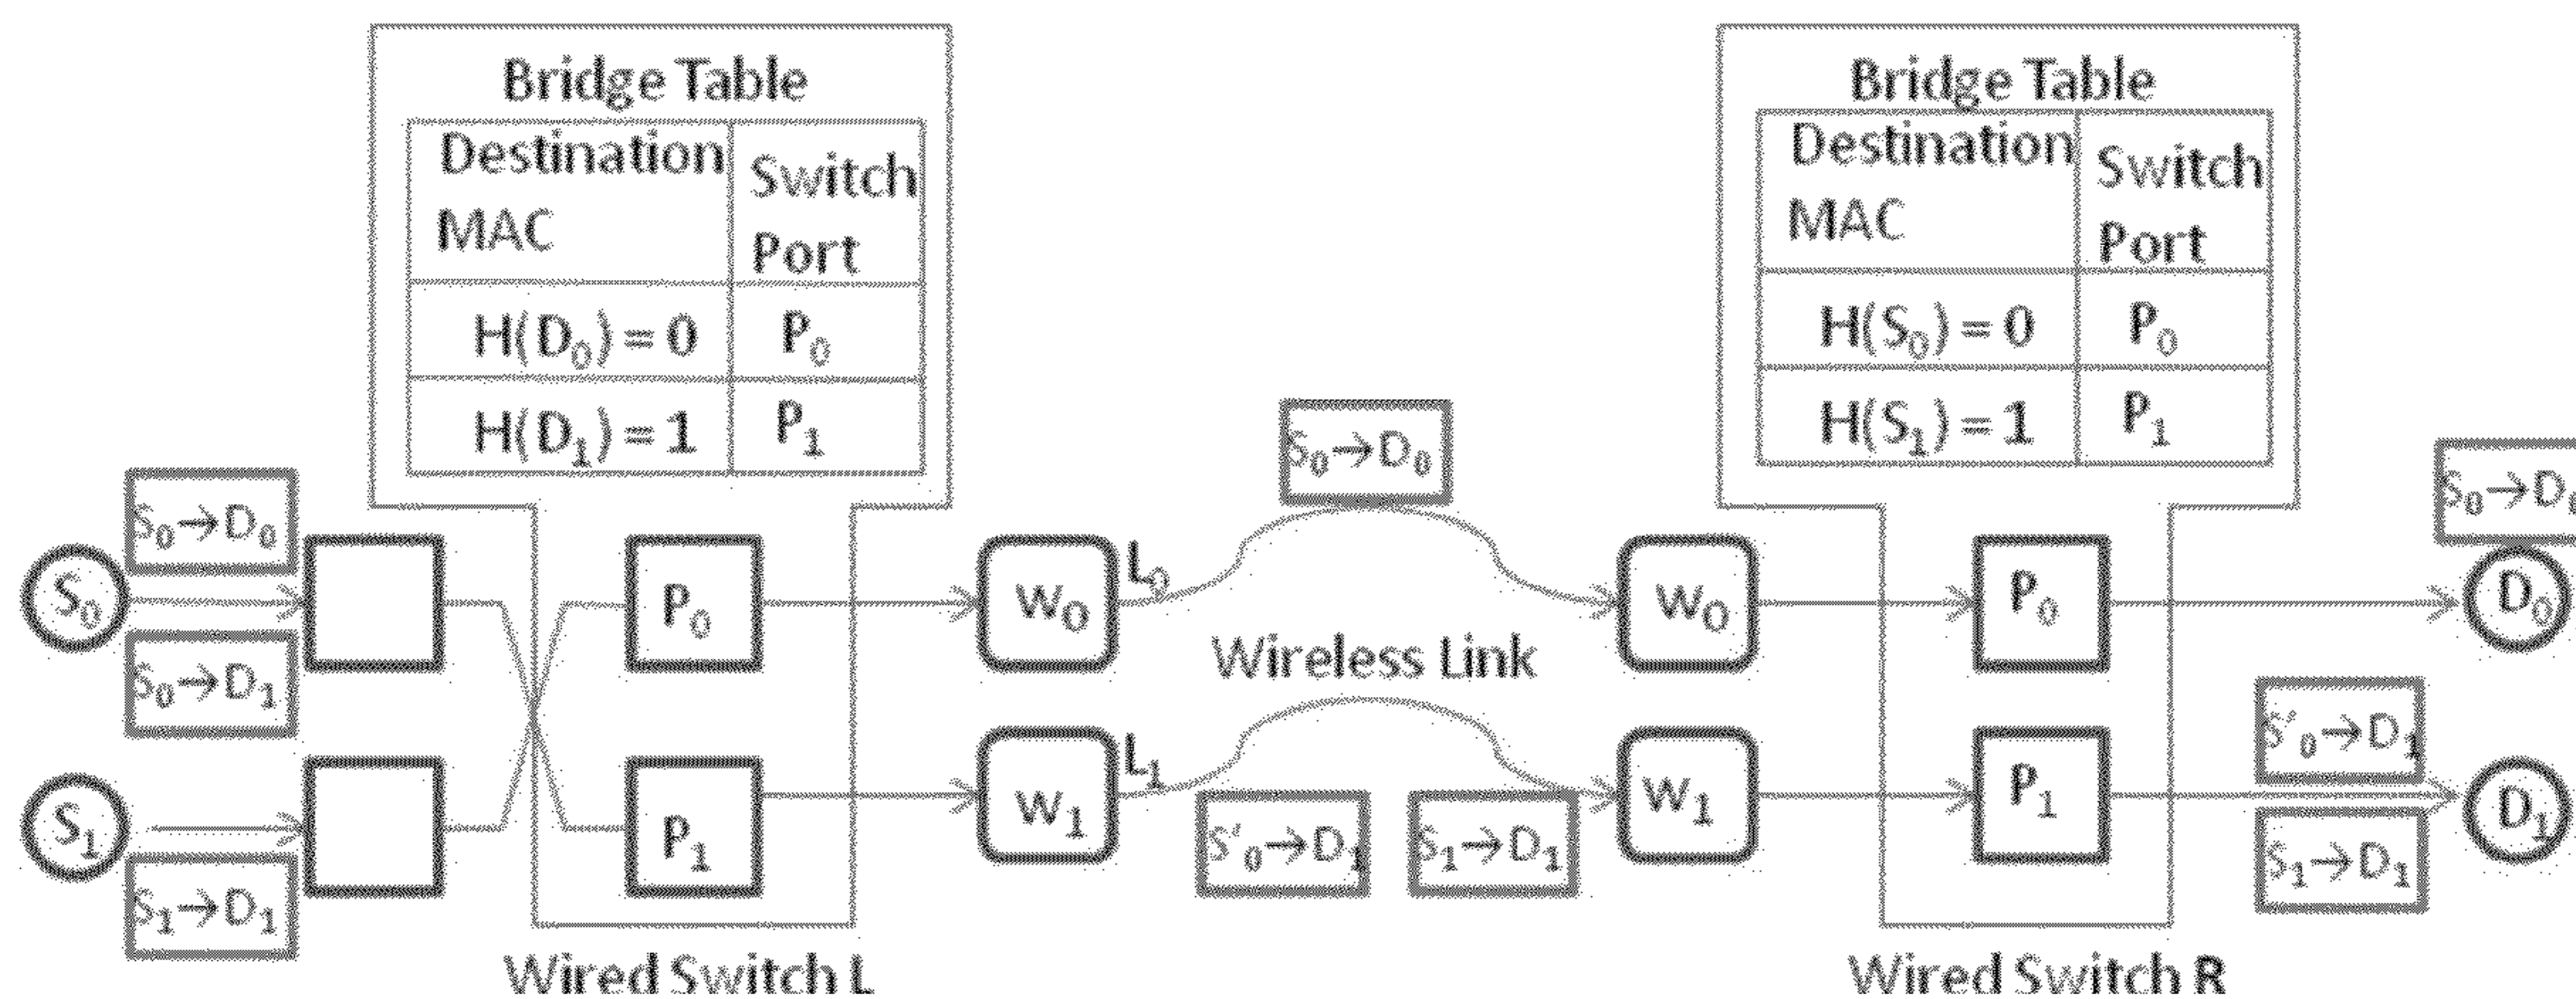 Bridge Table
Destination MAC
Switch Port
H(D₀) = 0
P₀
H(D₁) = 1
P₁
Bridge Table
Destination MAC
Switch Port
H(S₀) = 0
P₀
H(S₁) = 1
P₁
S₀→D₀
S₀
S₀→D₁
S₁
S₁→D₁
P₀
P₁
Wired Switch L
W₀
L₀
S₀→D₀
W₀
Wireless Link
W₁
L₁
S'₀→D₁
S₁→D₁
W₁
P₀
P₁
Wired Switch R
S₀→D₀
D₀
S'₀→D₁
S₁→D₁
D₁